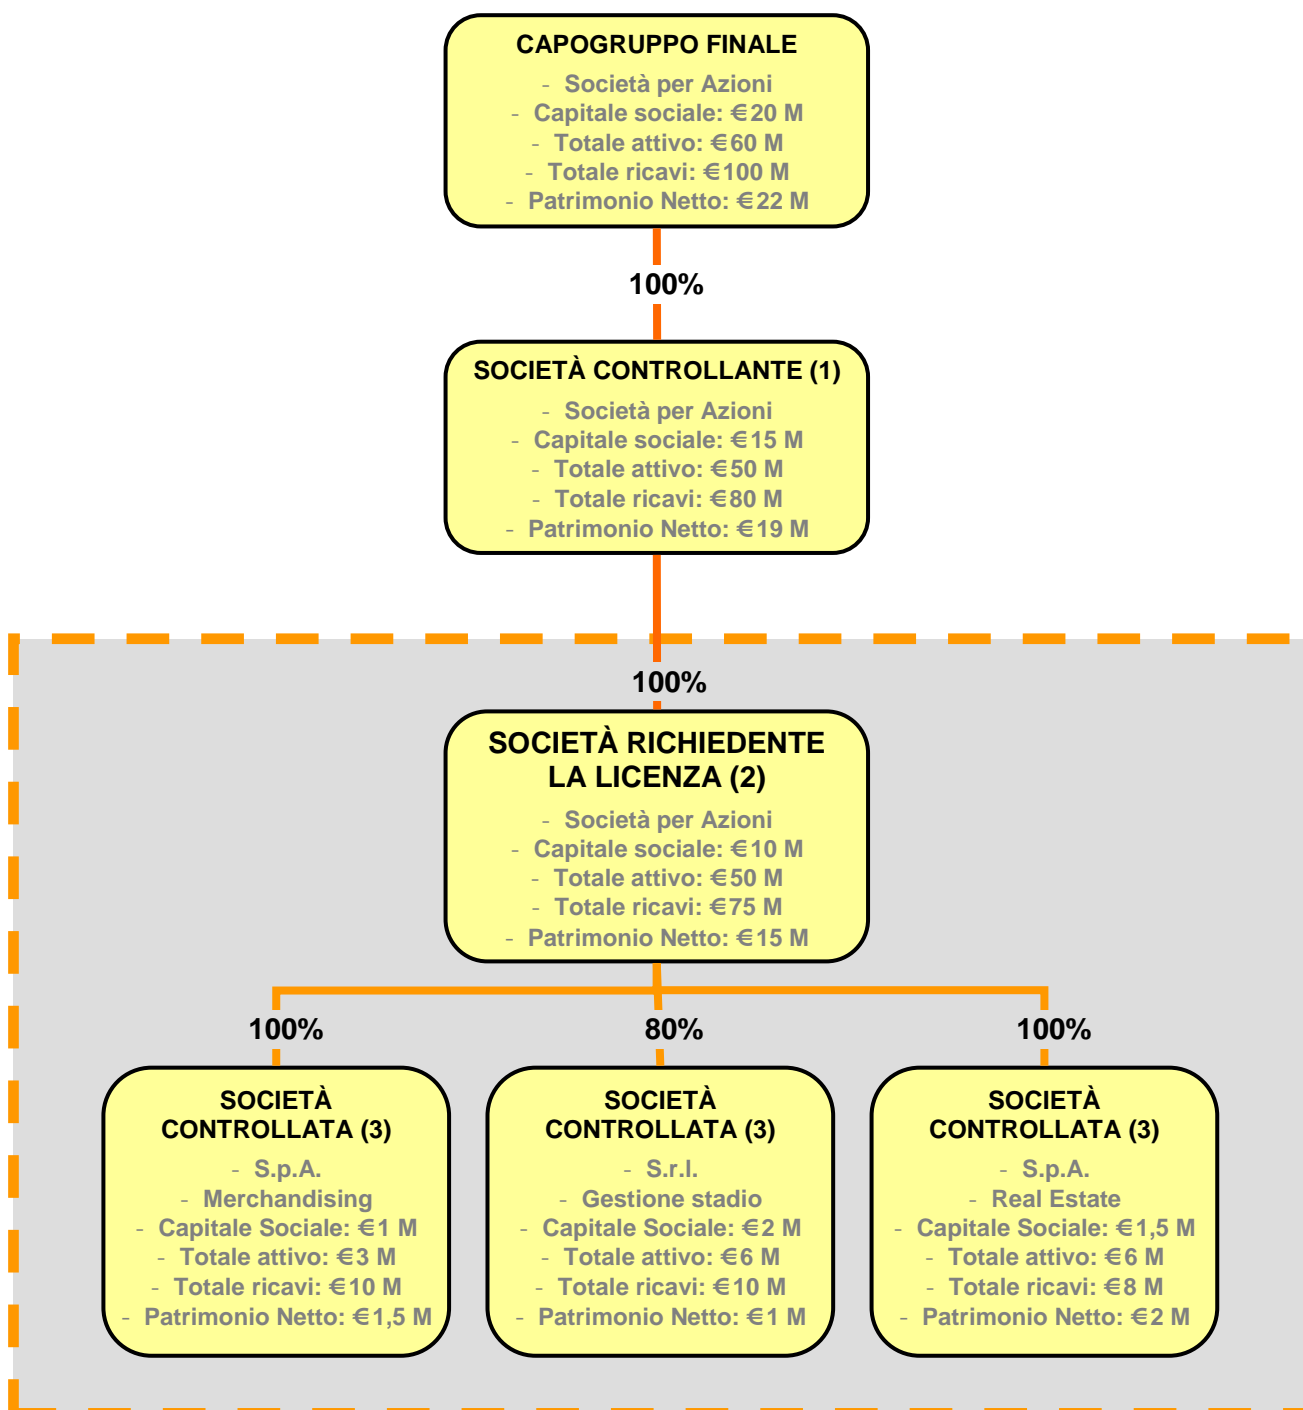 CAPOGRUPPO FINALE
- Società per Azioni
- Capitale sociale: €20 M
- Totale attivo: €60 M
- Totale ricavi: €100 M
- Patrimonio Netto: €22 M
100%
SOCIETÀ CONTROLLANTE (1)
- Società per Azioni
- Capitale sociale: €15 M
- Totale attivo: €50 M
- Totale ricavi: €80 M
- Patrimonio Netto: €19 M
100%
SOCIETÀ RICHIEDENTE
LA LICENZA (2)
- Società per Azioni
- Capitale sociale: €10 M
- Totale attivo: €50 M
- Totale ricavi: €75 M
- Patrimonio Netto: €15 M
100%
80%
100%
SOCIETÀ
CONTROLLATA (3)
- S.p.A.
- Merchandising
- Capitale Sociale: €1 M
- Totale attivo: €3 M
- Totale ricavi: €10 M
- Patrimonio Netto: €1,5 M
SOCIETÀ
CONTROLLATA (3)
- S.r.l.
- Gestione stadio
- Capitale Sociale: €2 M
- Totale attivo: €6 M
- Totale ricavi: €10 M
- Patrimonio Netto: €1 M
SOCIETÀ
CONTROLLATA (3)
- S.p.A.
- Real Estate
- Capitale Sociale: €1,5 M
- Totale attivo: €6 M
- Totale ricavi: €8 M
- Patrimonio Netto: €2 M